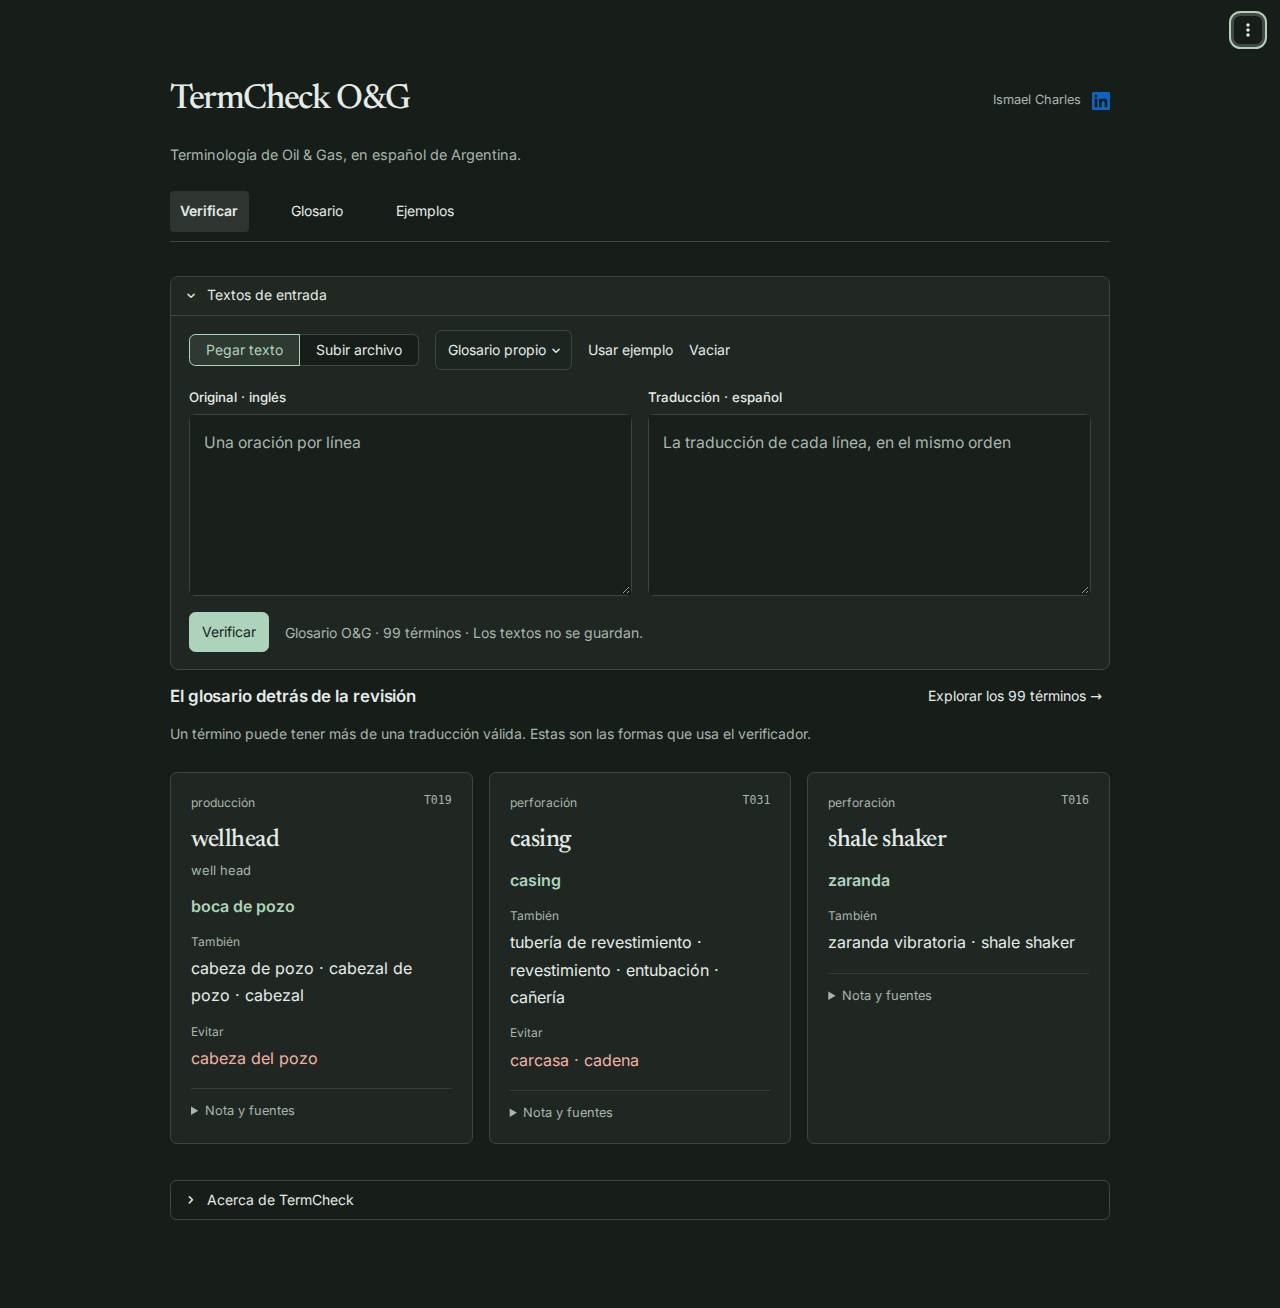 TermCheck O&G
Ismael Charles
Terminología de Oil & Gas, en español de Argentina.
Verificar
Glosario
Ejemplos
Textos de entrada
Pegar texto
Subir archivo
Glosario propio
Usar ejemplo
Vaciar
Original · inglés
Una oración por línea
Traducción · español
La traducción de cada línea, en el mismo orden
Verificar
Glosario O&G · 99 términos · Los textos no se guardan.
El glosario detrás de la revisión
Explorar los 99 términos →
Un término puede tener más de una traducción válida. Estas son las formas que usa el verificador.
producción
T019
wellhead
well head
boca de pozo
También
cabeza de pozo · cabezal de
pozo · cabezal
Evitar
cabeza del pozo
Nota y fuentes
perforación
T031
casing
casing
También
tubería de revestimiento ·
revestimiento · entubación ·
cañería
Evitar
carcasa · cadena
Nota y fuentes
perforación
T016
shale shaker
zaranda
También
zaranda vibratoria · shale shaker
Nota y fuentes
Acerca de TermCheck